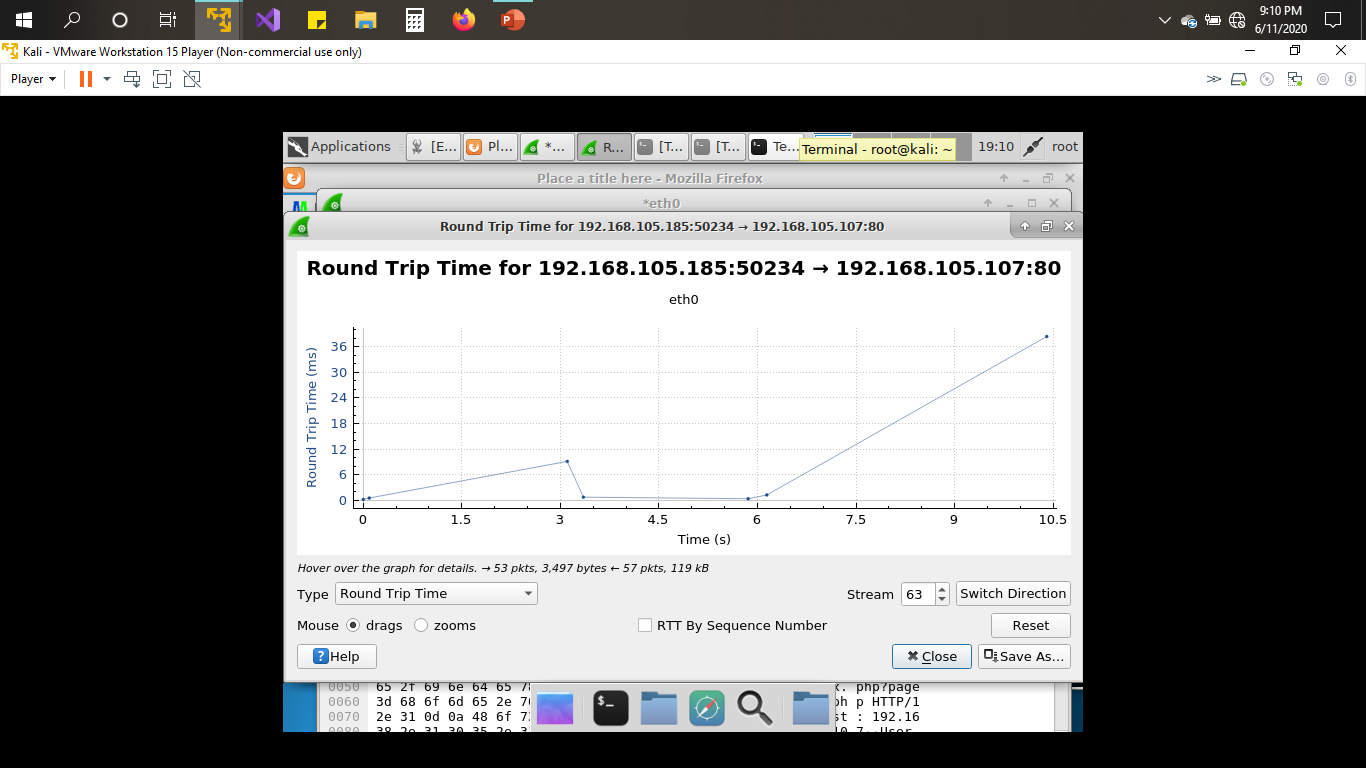 9:10 PM
6/11/2020
Kali - VMware Workstation 15 Player (Non-commercial use only)
Player
Applications
[E...
Pl...
*...
R...
[T...
[T...
Te...
Terminal - root@kali: ~
19:10
root
Place a title here - Mozilla Firefox
*eth0
Round Trip Time for 192.168.105.185:50234 → 192.168.105.107:80
Round Trip Time for 192.168.105.185:50234 → 192.168.105.107:80
eth0
Round Trip Time (ms)
36
30
24
18
12
6
0
0 1.5 3 4.5 6 7.5 9 10.5
Time (s)
Hover over the graph for details. → 53 pkts, 3,497 bytes ← 57 pkts, 119 kB
Type Round Trip Time Stream 63 Switch Direction
Mouse drags zooms RTT By Sequence Number Reset
Help Close Save As...
0050 65 2f 69 6e 64 65 x. php?page
0060 3d 68 6f 6d 65 2e p HTTP/1
0070 2e 31 0d 0a 48 6f st : 192.16